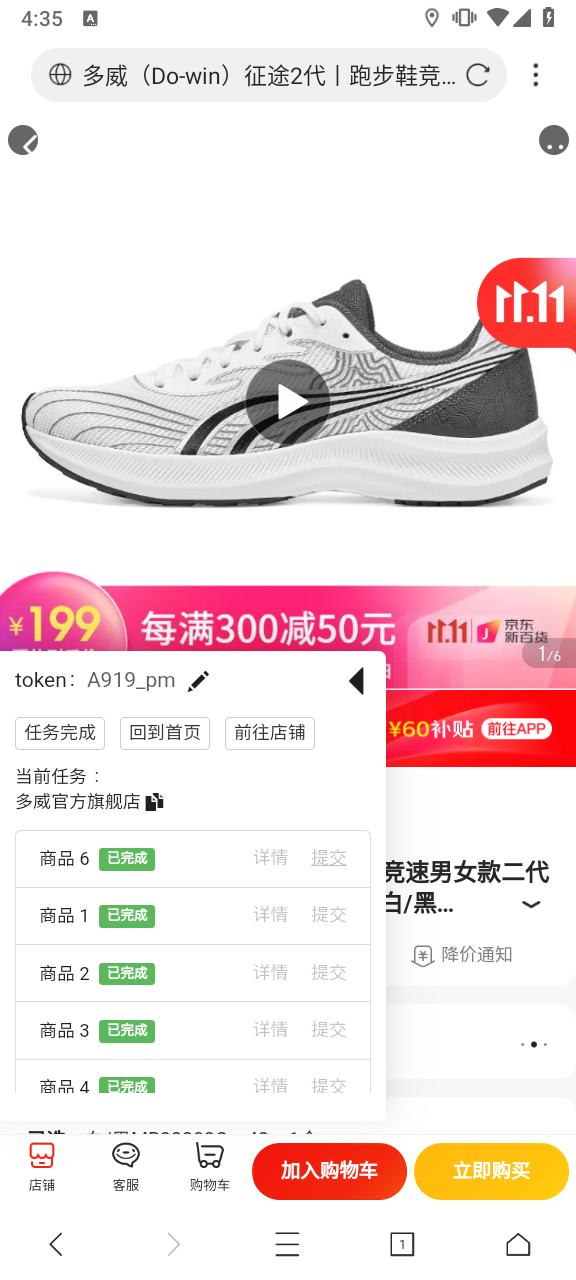 4:35
A
多威（Do-win）征途2代丨跑步鞋竞...
11.11
¥199
每满300减50元
11.11 J 京东
新百货
1/6
token： A919_pm
¥60补贴 前往APP
任务完成 回到首页 前往店铺
当前任务：
多威官方旗舰店
商品 6 已完成 详情 提交
竞速男女款二代
白/黑...
商品 1 已完成 详情 提交
降价通知
商品 2 已完成 详情 提交
商品 3 已完成 详情 提交
商品 4 已完成 详情 提交
店铺 客服 购物车 加入购物车 立即购买
1